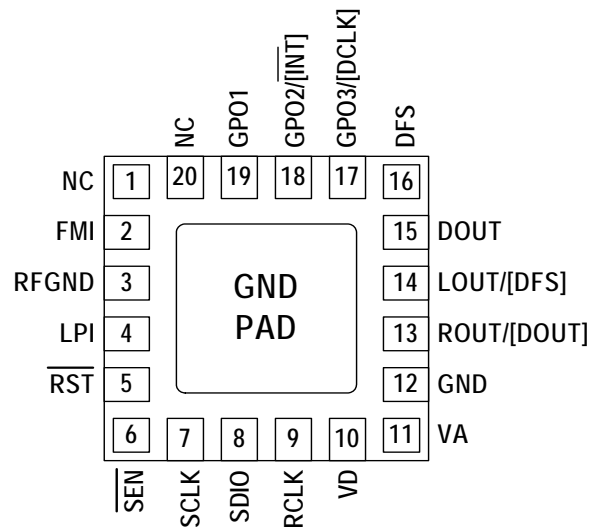 NC
GPO1
GPO2/[INT]
GPO3/[DCLK]
DFS
NC 1 20 19 18 17 16
FMI 2 15 DOUT
RFGND 3 14 LOUT/[DFS]
GND
PAD
LPI 4 13 ROUT/[DOUT]
RST 5 12 GND
6 7 8 9 10 11 VA
SEN
SCLK
SDIO
RCLK
VD